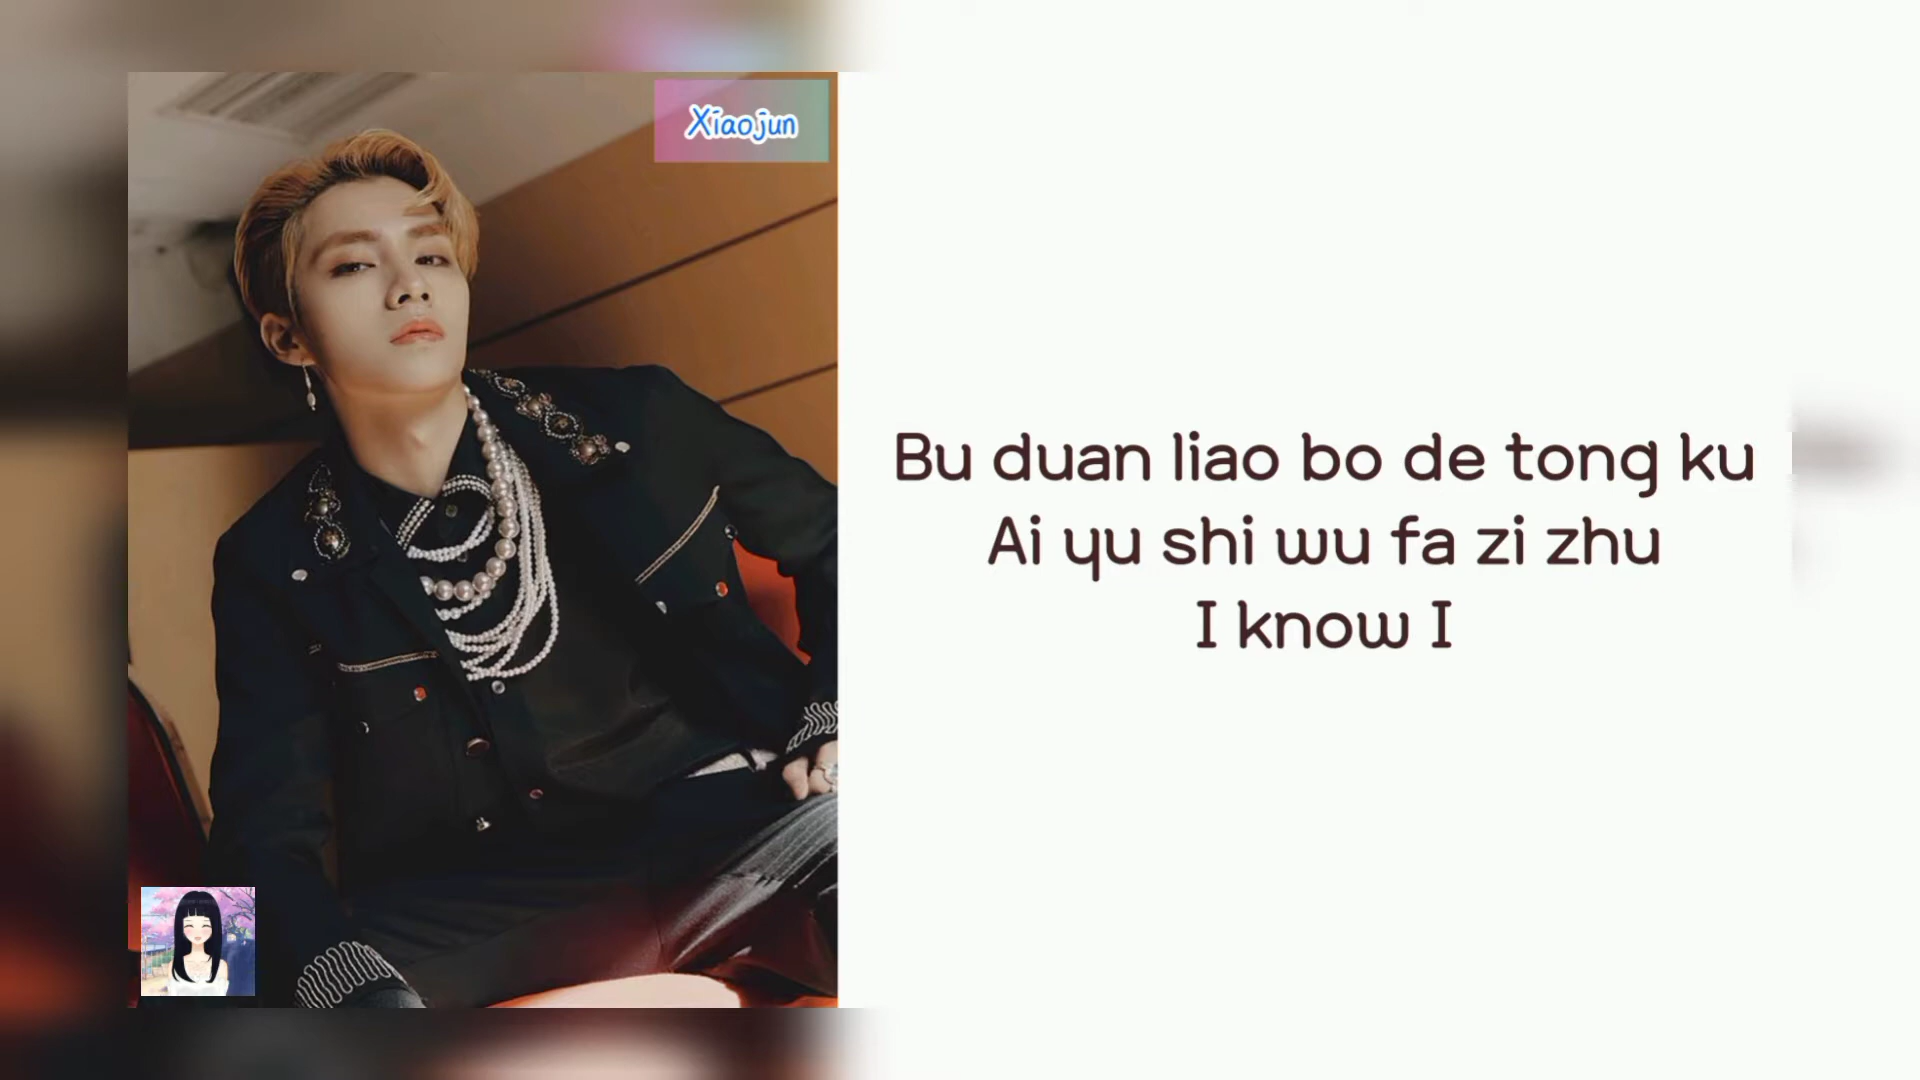 Xiaojun
Bu duan liao bo de tong ku
Ai yu shi wu fa zi zhu
I know I